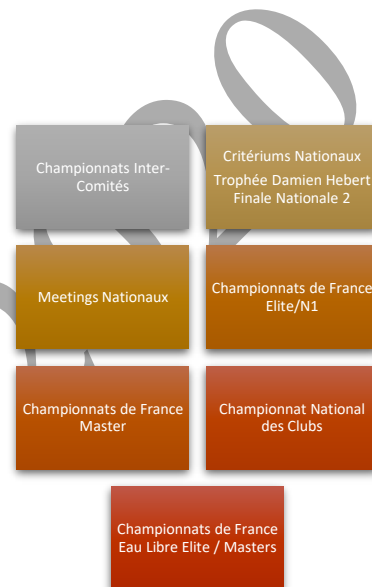 Championnats Inter-
Comités
Critériums Nationaux
Trophée Damien Hebert
Finale Nationale 2
Meetings Nationaux
Championnats de France
Elite/N1
Championnats de France
Master
Championnat National
des Clubs
Championnats de France
Eau Libre Elite / Masters